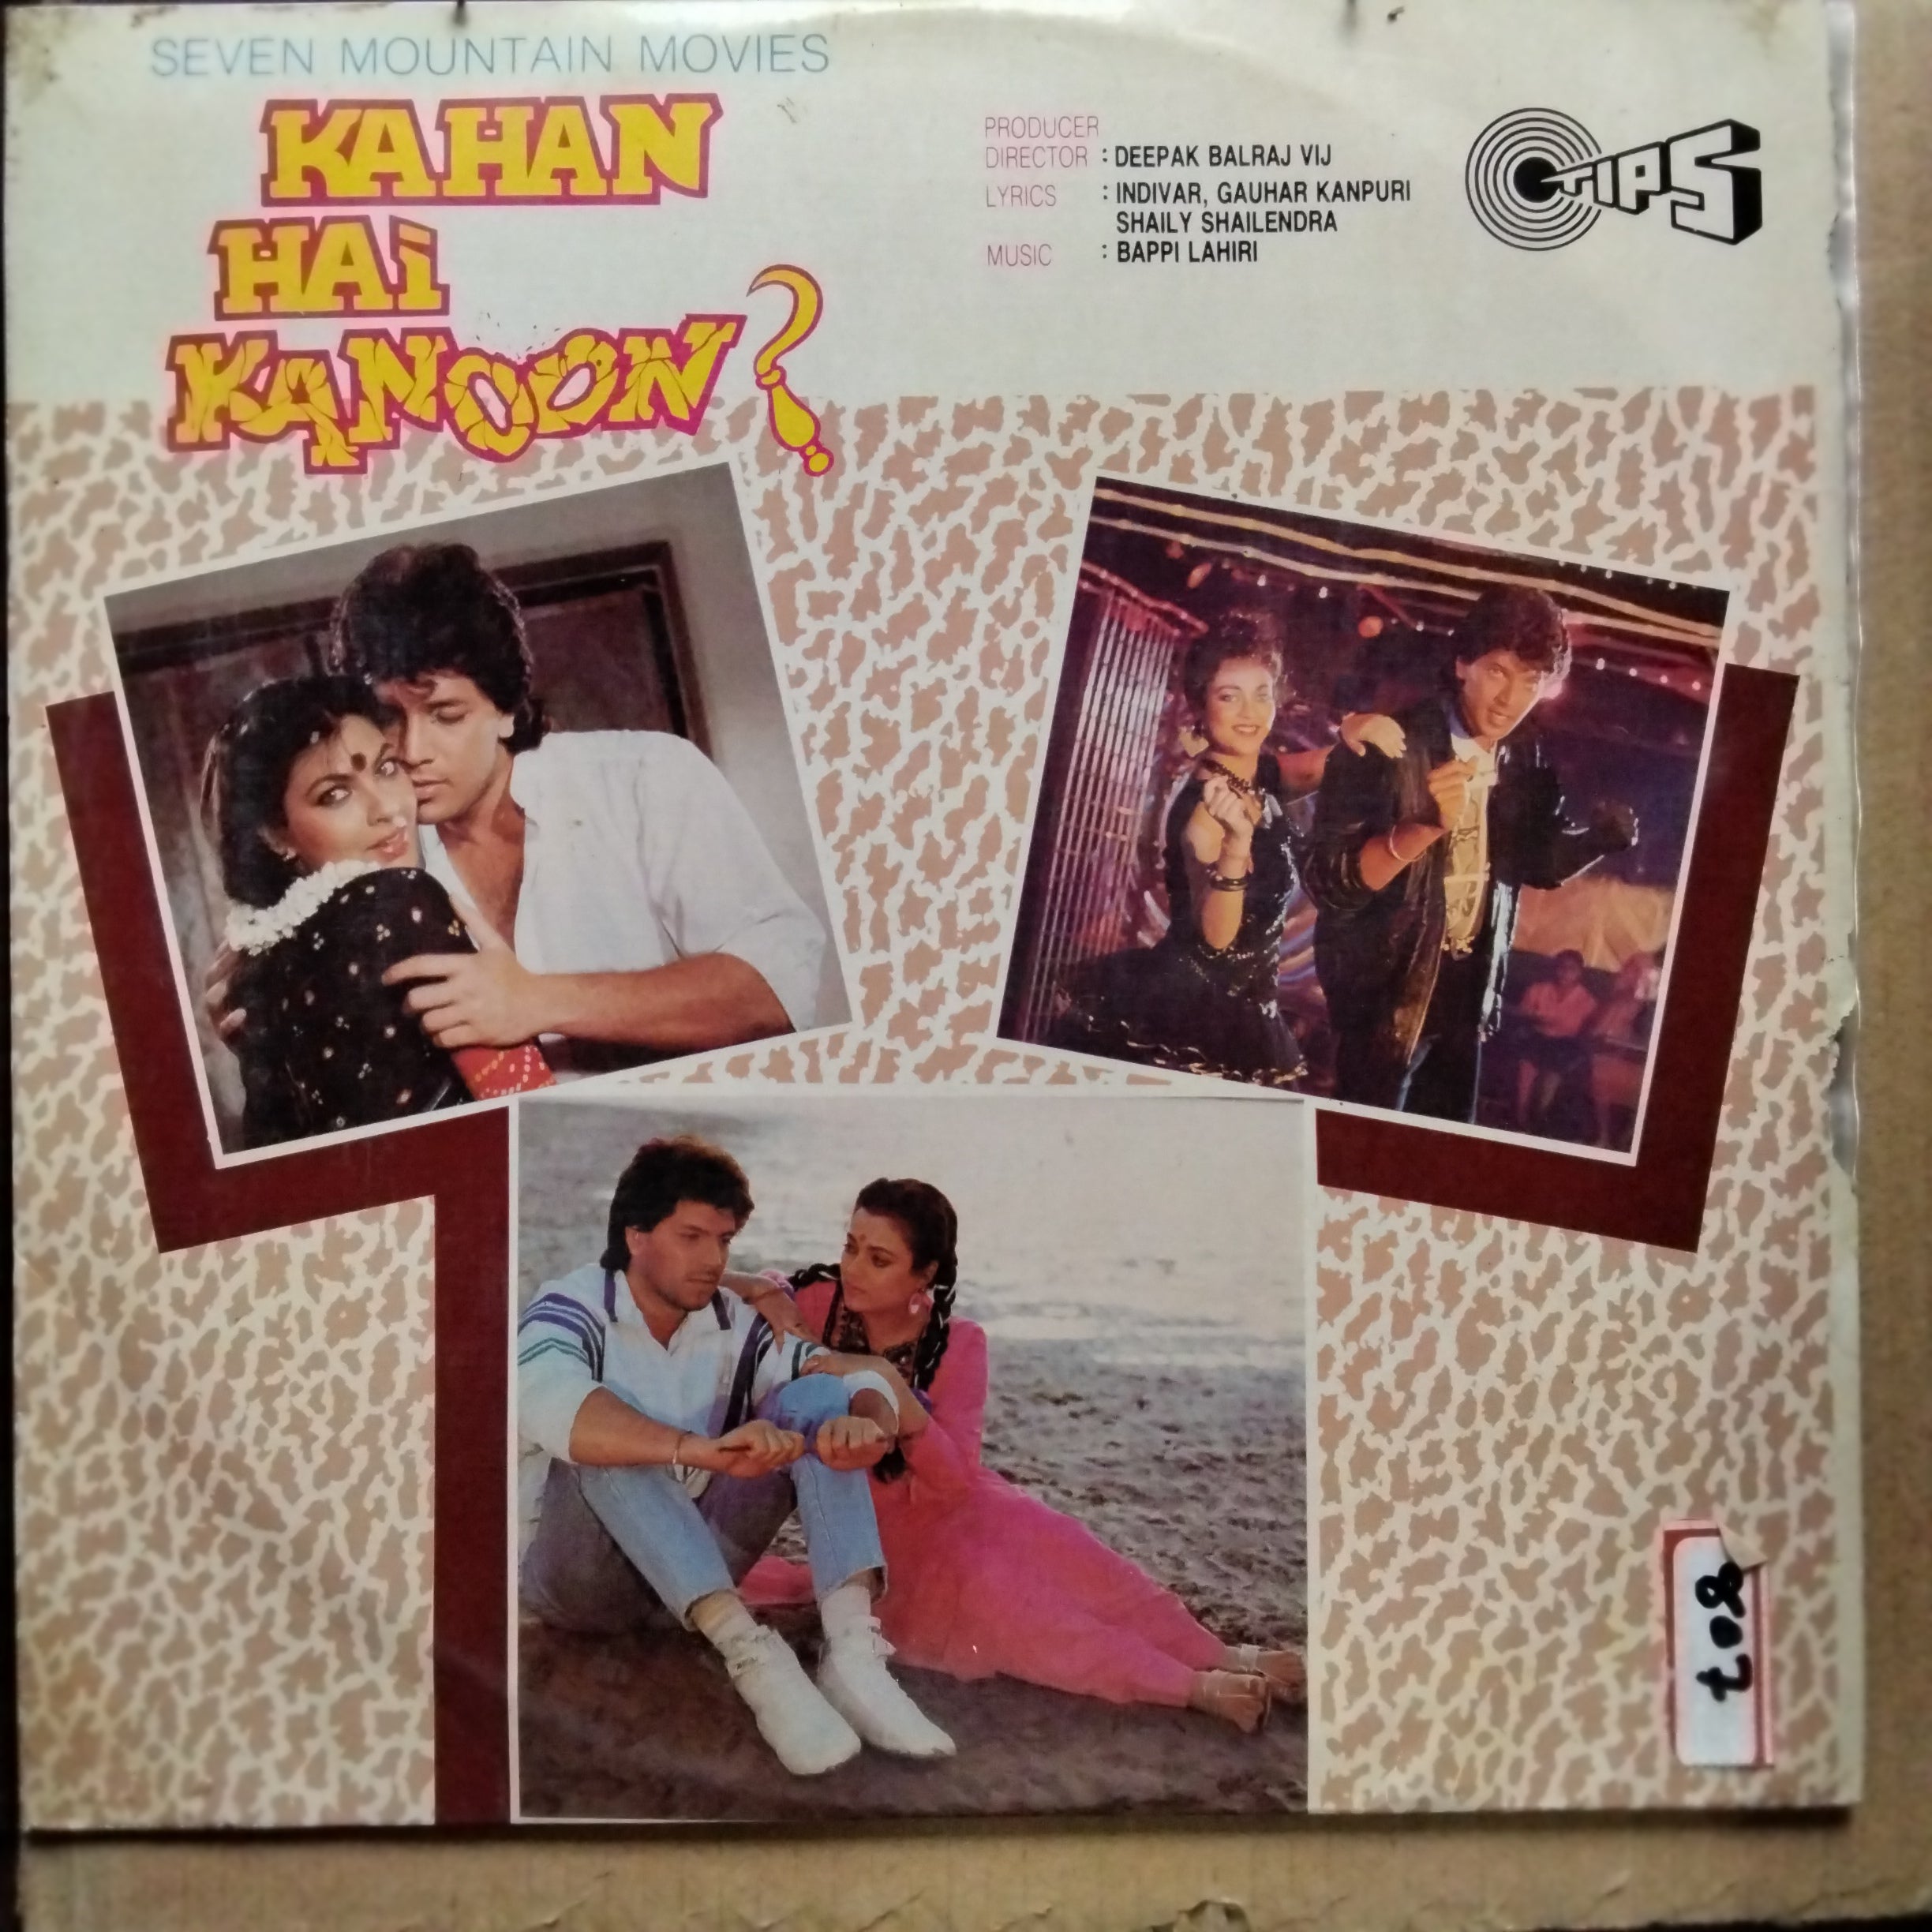 SEVEN MOUNTAIN MOVIES
KAHAN
HAi
KANOON?
PRODUCER
DIRECTOR : DEEPAK BALRAJ VIJ
LYRICS : INDIVAR, GAUHAR KANPURI
SHAILY SHAILENDRA
MUSIC : BAPPI LAHIRI
TIPS